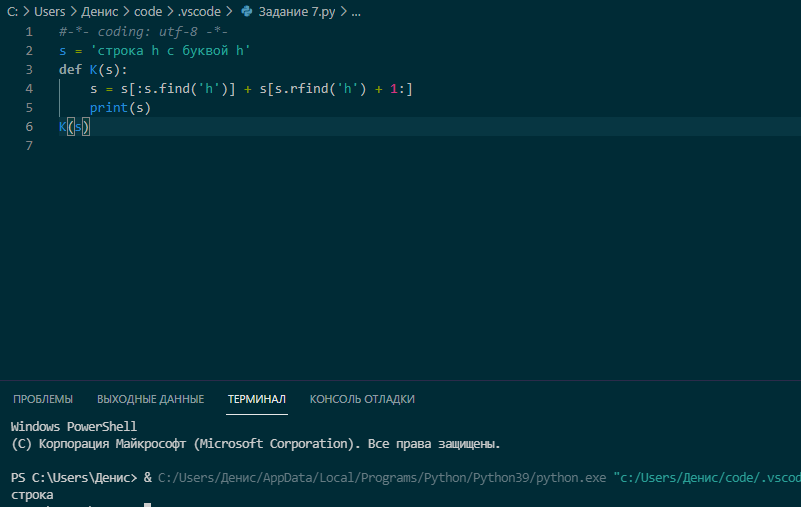 C: > Users > Денис > code > .vscode > Задание 7.py > ...
1 #-*- coding: utf-8 -*-
2 s = 'строка h с буквой h'
3 def K(s):
4 s = s[:s.find('h')] + s[s.rfind('h') + 1:]
5 print(s)
6 K(s)
7
ПРОБЛЕМЫ ВЫХОДНЫЕ ДАННЫЕ ТЕРМИНАЛ КОНСОЛЬ ОТЛАДКИ
Windows PowerShell
(C) Корпорация Майкрософт (Microsoft Corporation). Все права защищены.
PS C:\Users\Денис> & C:/Users/Денис/AppData/Local/Programs/Python/Python39/python.exe "c:/Users/Денис/code/.vscod
строка